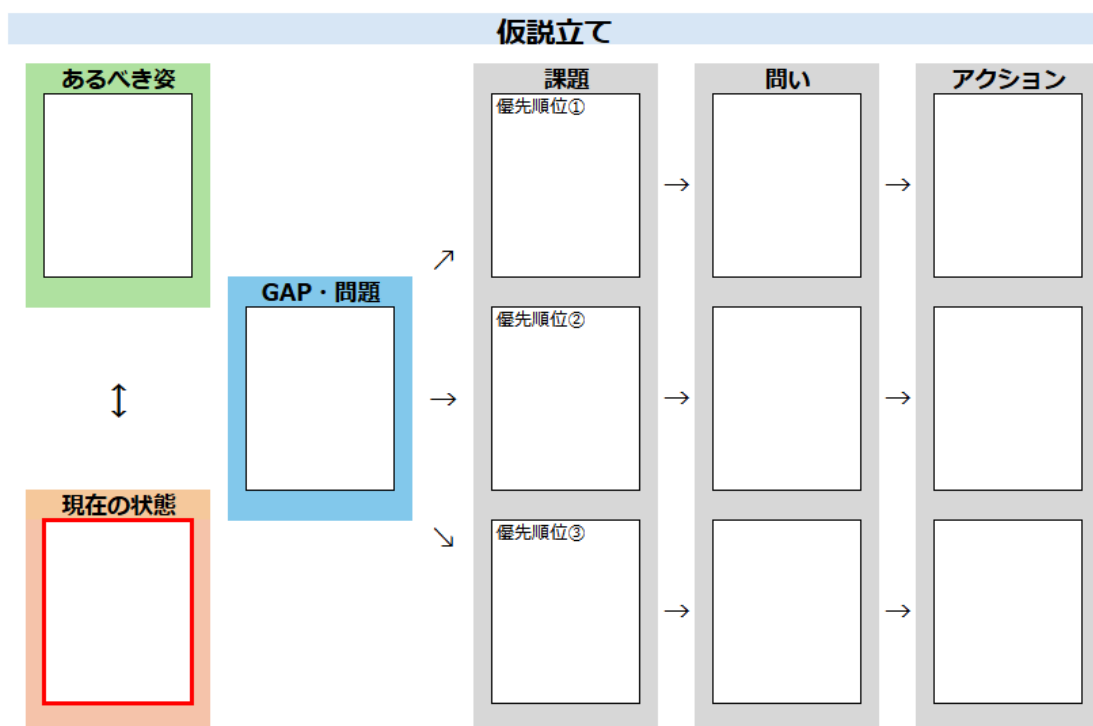 仮説立て
あるべき姿
課題
問い
アクション
優先順位①
→
→
↗
GAP・問題
優先順位②
↕
→
→
→
現在の状態
優先順位③
↘
→
→